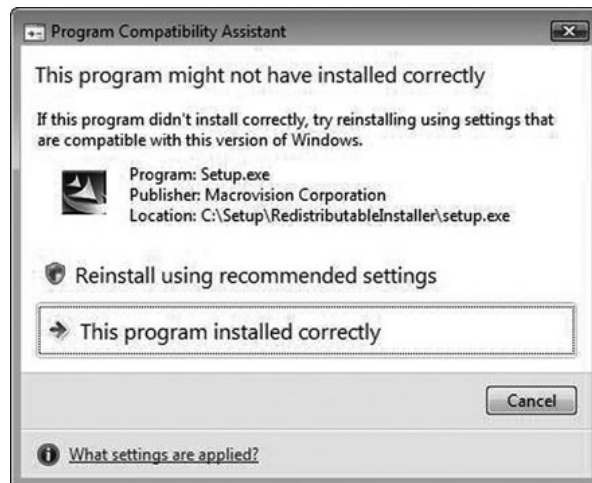 Program Compatibility Assistant
This program might not have installed correctly
If this program didn't install correctly, try reinstalling using settings that
are compatible with this version of Windows.
Program: Setup.exe
Publisher: Macrovision Corporation
Location: C:\Setup\RedistributableInstaller\setup.exe
Reinstall using recommended settings
This program installed correctly
Cancel
What settings are applied?